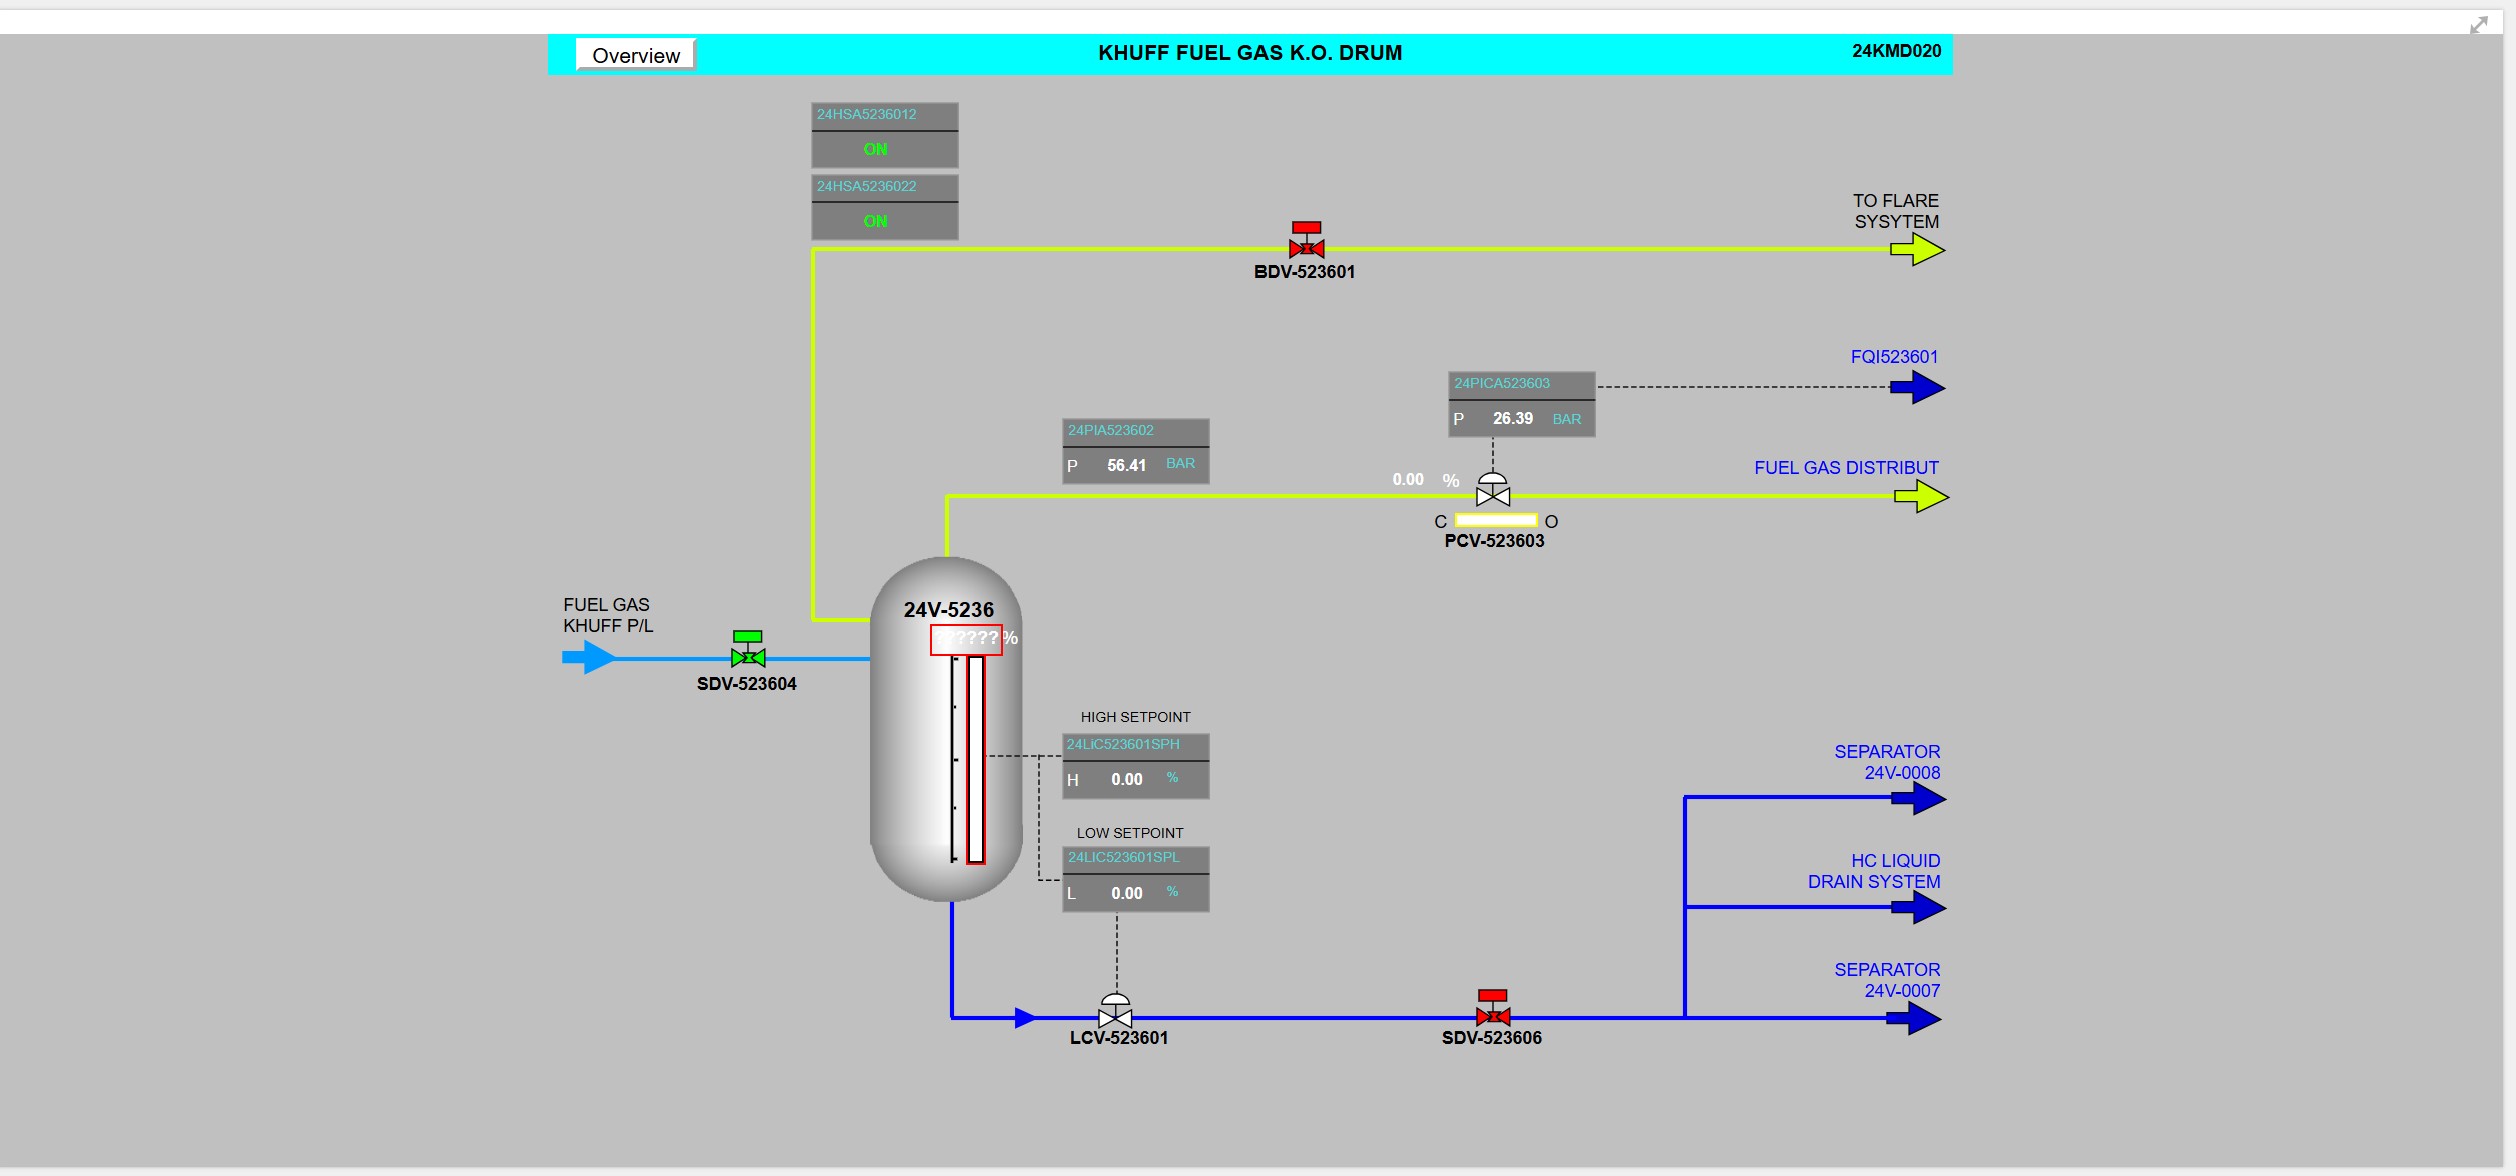 Overview
KHUFF FUEL GAS K.O. DRUM
24KMD020
24HSA5236012
ON
24HSA5236022
ON
TO FLARE
SYSYTEM
BDV-523601
FQI523601
24PICA523603
P 26.39 BAR
24PIA523602
P 56.41 BAR
FUEL GAS DISTRIBUT
0.00 %
C O
PCV-523603
FUEL GAS
KHUFF P/L
SDV-523604
24V-5236
??????%
HIGH SETPOINT
24LiC523601SPH
H 0.00 %
LOW SETPOINT
24LIC523601SPL
L 0.00 %
SEPARATOR
24V-0008
HC LIQUID
DRAIN SYSTEM
SEPARATOR
24V-0007
LCV-523601
SDV-523606